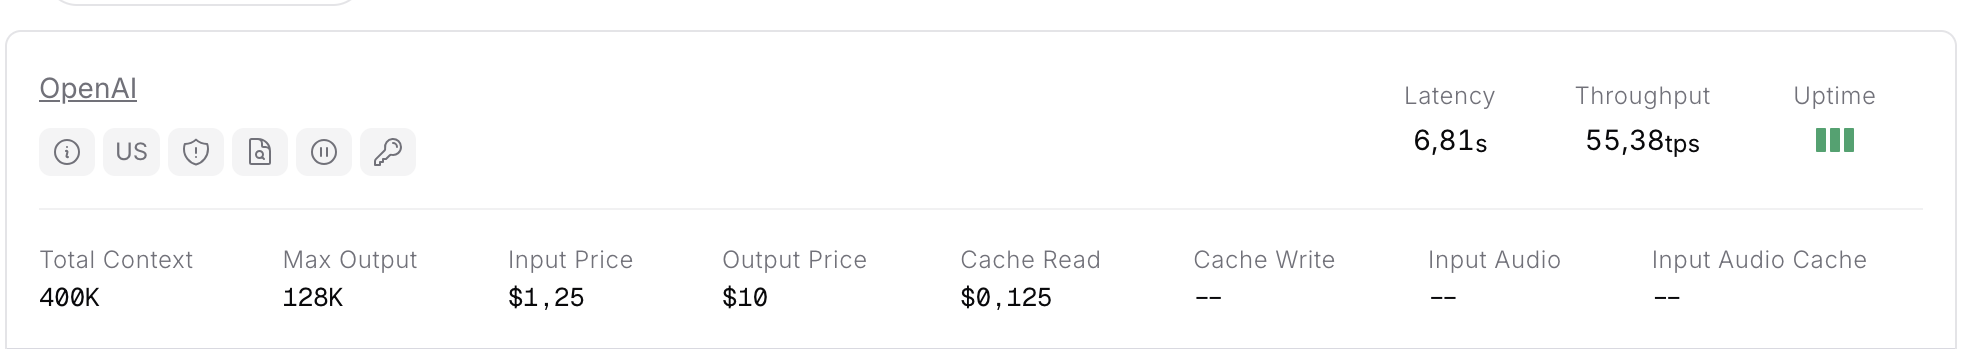 OpenAI
Latency Throughput Uptime
US
6,81s 55,38tps
Total Context Max Output Input Price Output Price Cache Read Cache Write Input Audio Input Audio Cache
400K 128K $1,25 $10 $0,125 -- -- --